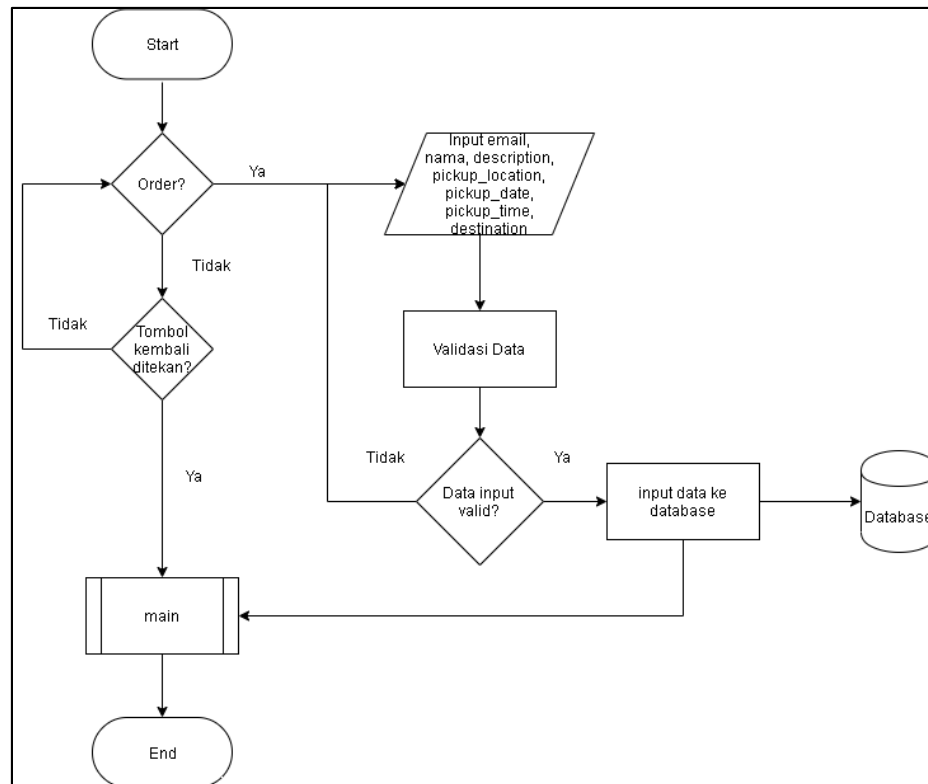 Start
Order?
Ya
Input email,
nama, description,
pickup_location,
pickup_date,
pickup_time,
destination
Tidak
Tidak
Tombol
kembali
ditekan?
Validasi Data
Ya
Tidak
Ya
Data input
valid?
input data ke
database
Database
main
End